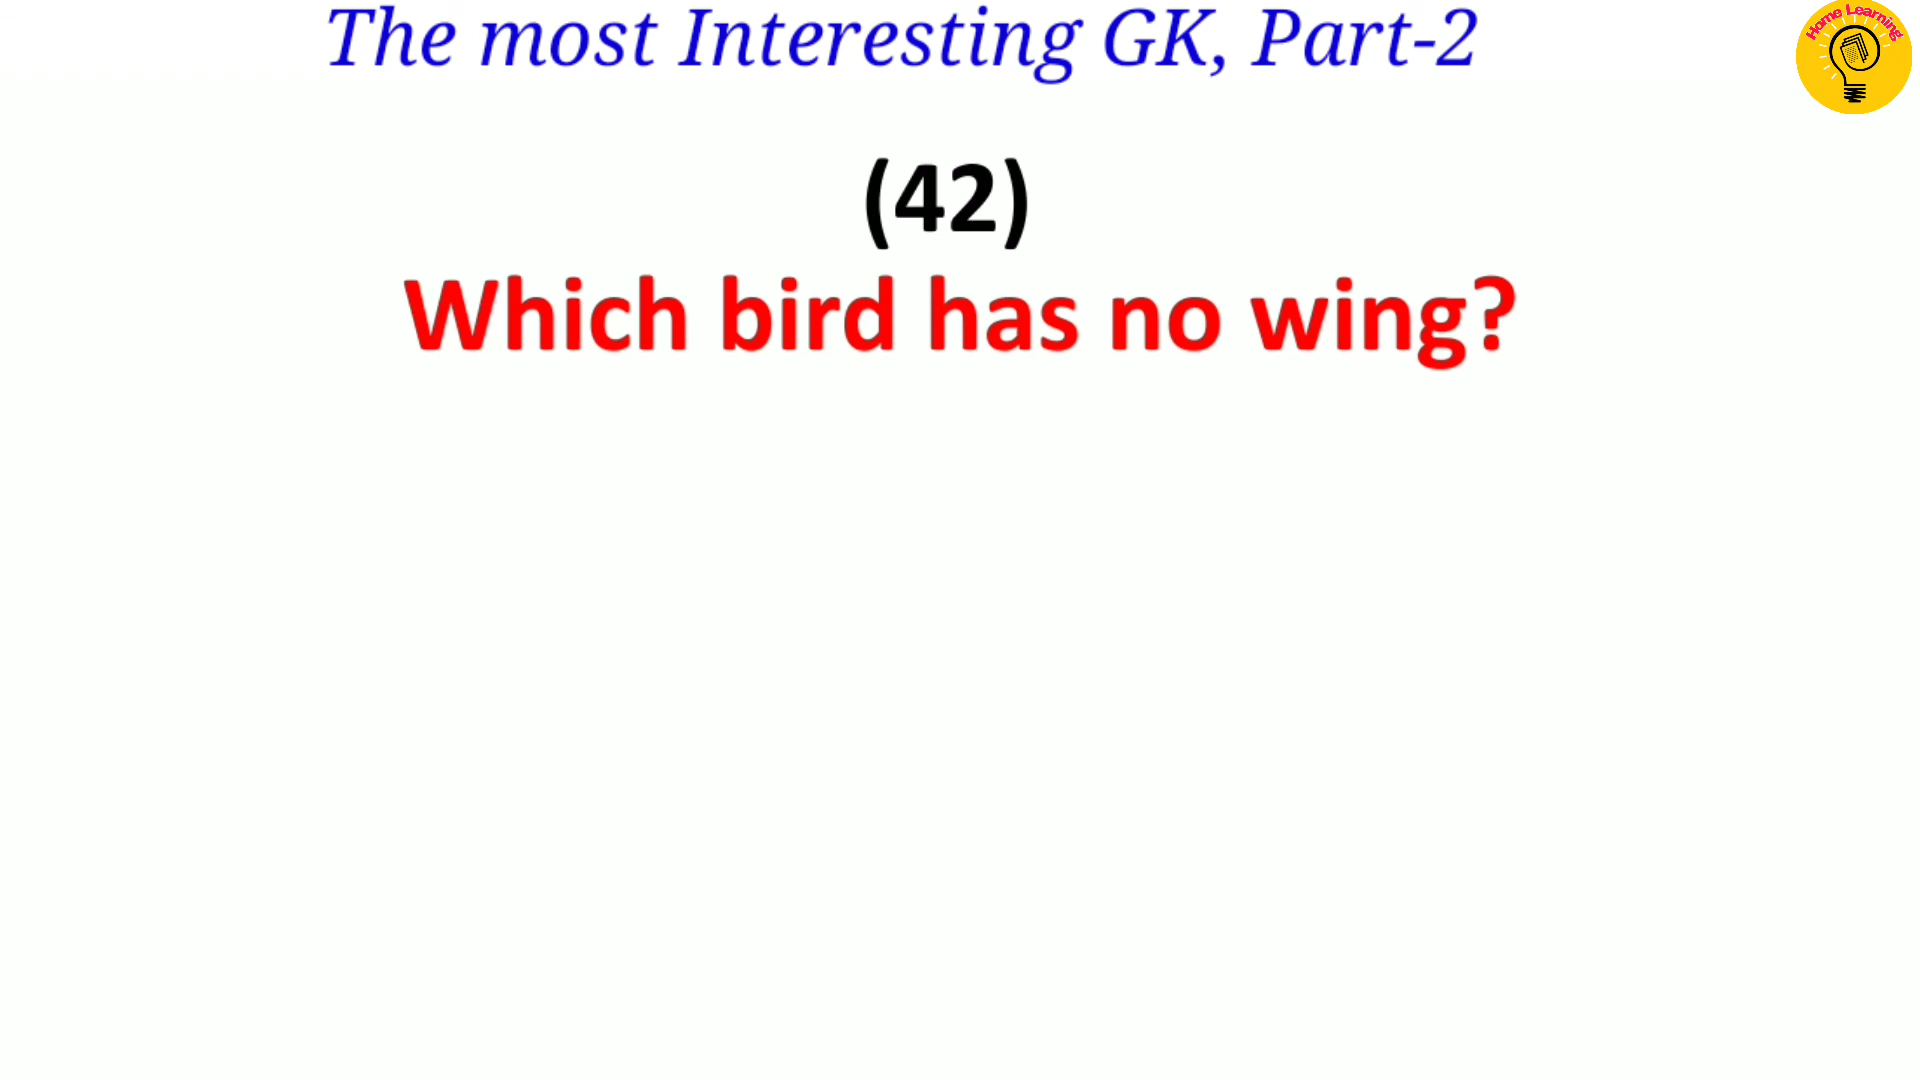 The most Interesting GK, Part-2
Home Learning
(42)
Which bird has no wing?